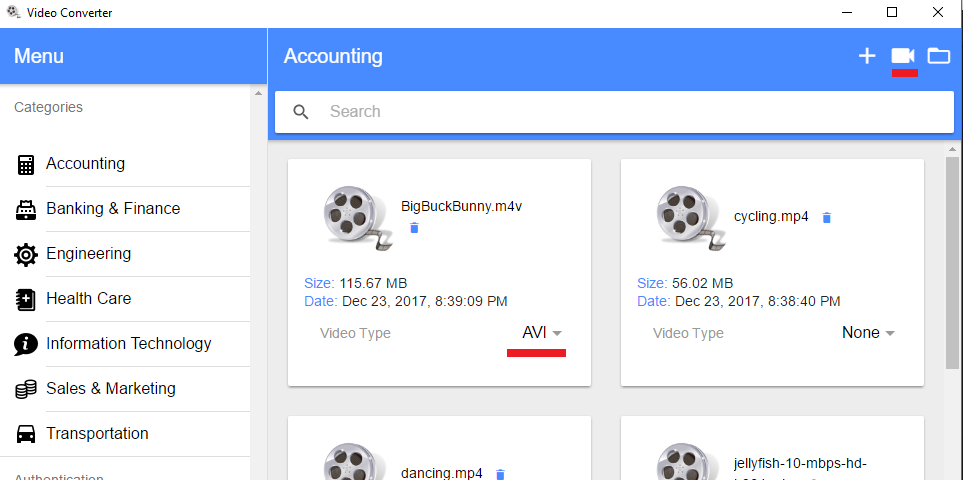 Video Converter
Menu
Accounting
Search
Categories
Accounting
Banking & Finance
Engineering
Health Care
Information Technology
Sales & Marketing
Transportation
Authentication
BigBuckBunny.m4v
Size: 115.67 MB
Date: Dec 23, 2017, 8:39:09 PM
Video Type AVI
cycling.mp4
Size: 56.02 MB
Date: Dec 23, 2017, 8:38:40 PM
Video Type None
dancing.mp4
jellyfish-10-mbps-hd-